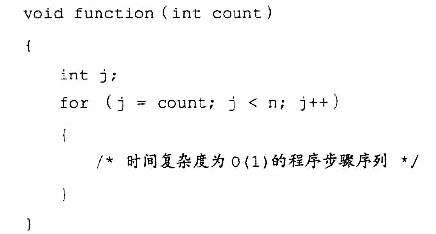 void function (int count)
{
int j;
for (j = count; j < n; j++)
{
/* 时间复杂度为O(1)的程序步骤序列 */
}
}